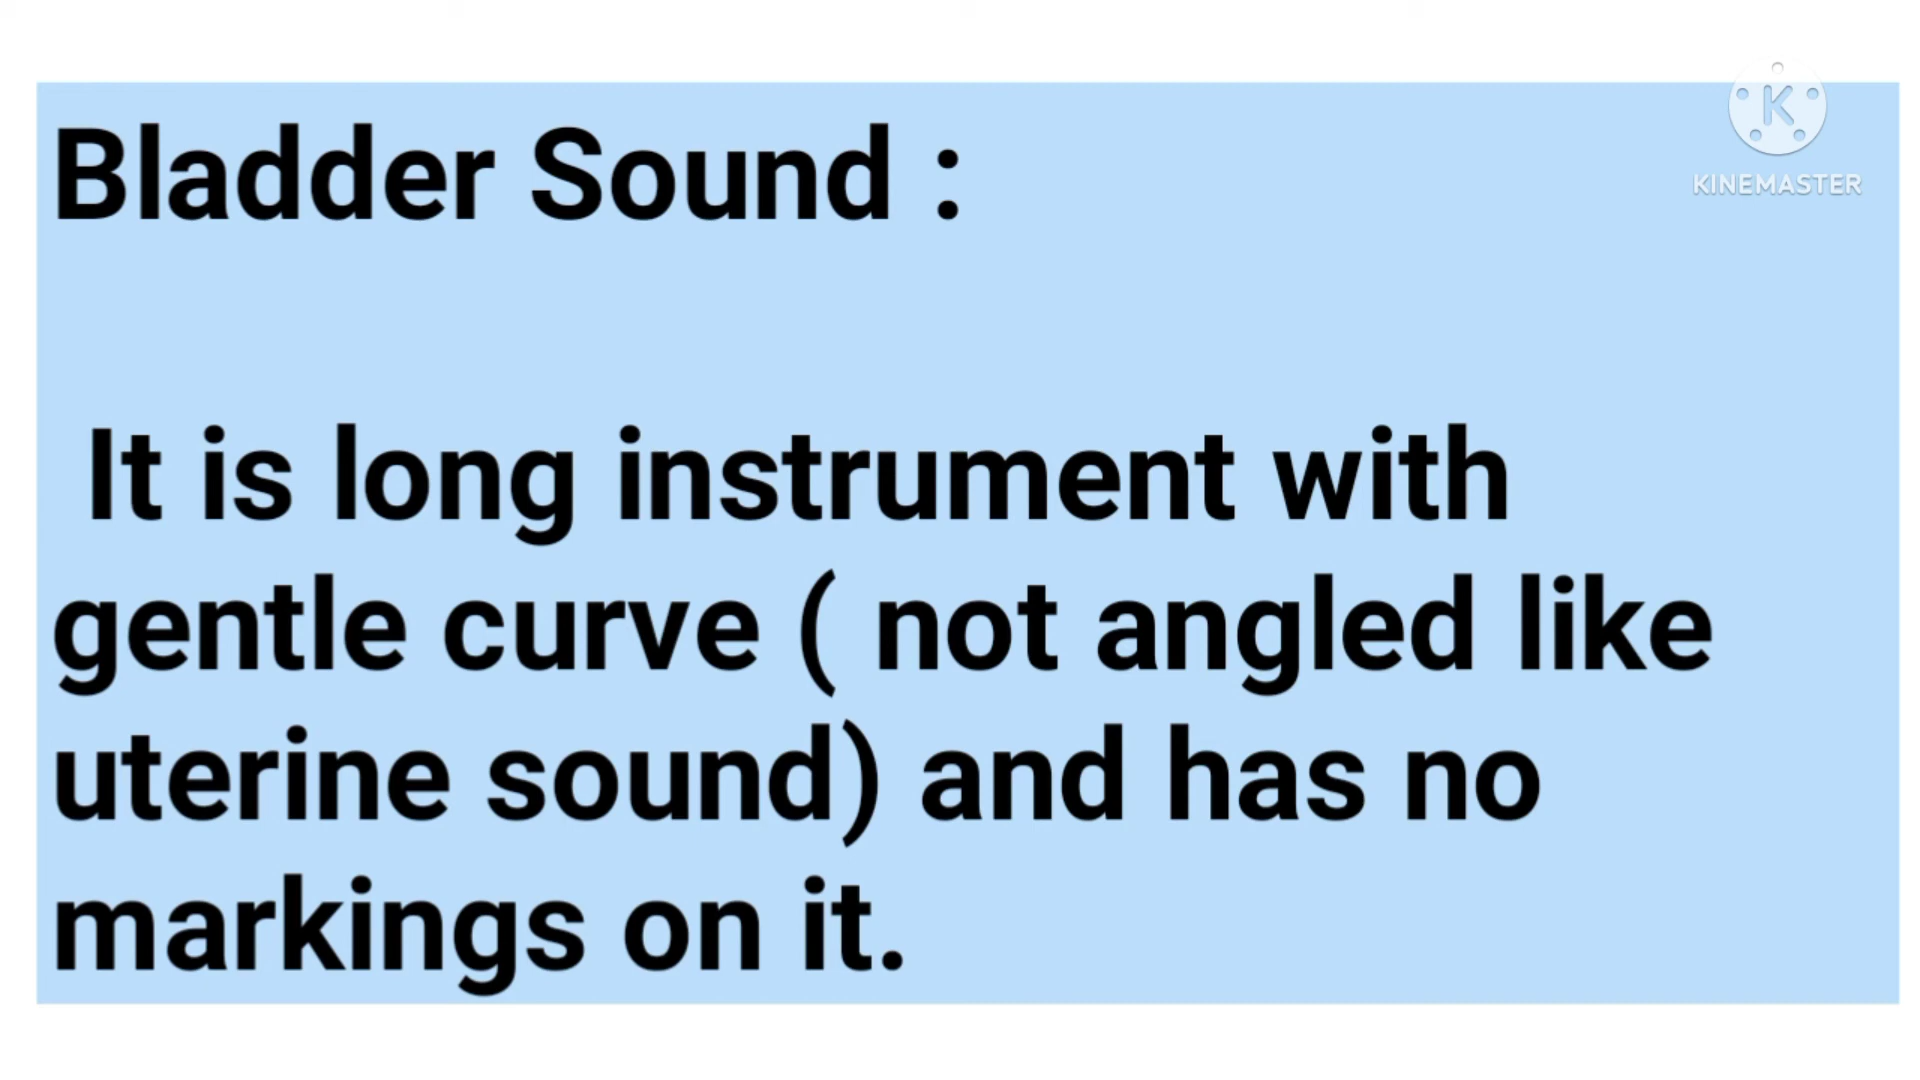 Bladder Sound :
K
KINEMASTER
It is long instrument with
gentle curve ( not angled like
uterine sound) and has no
markings on it.